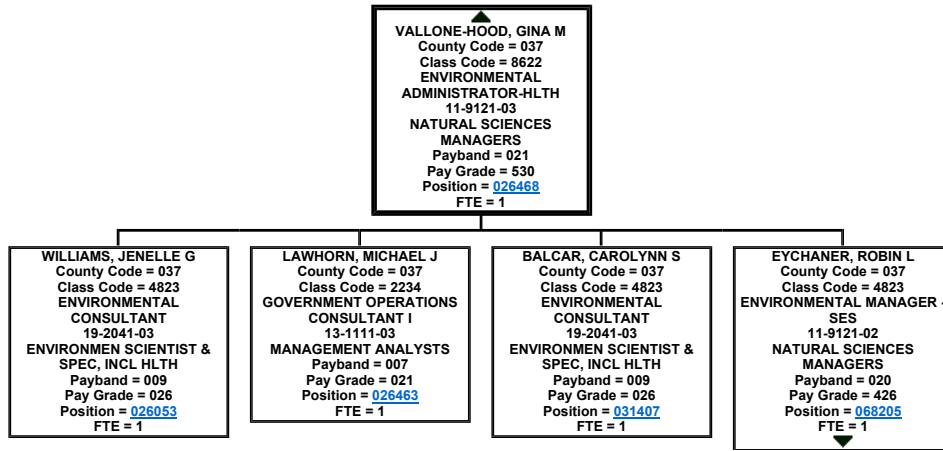 VALLONE-HOOD, GINA M
County Code = 037
Class Code = 8622
ENVIRONMENTAL
ADMINISTRATOR-HLTH
11-9121-03
NATURAL SCIENCES
MANAGERS
Payband = 021
Pay Grade = 530
Position = 026468
FTE = 1
WILLIAMS, JENELLE G
County Code = 037
Class Code = 4823
ENVIRONMENTAL
CONSULTANT
19-2041-03
ENVIRONMEN SCIENTIST &
SPEC, INCL HLTH
Payband = 009
Pay Grade = 026
Position = 026053
FTE = 1
LAWHORN, MICHAEL J
County Code = 037
Class Code = 2234
GOVERNMENT OPERATIONS
CONSULTANT I
13-1111-03
MANAGEMENT ANALYSTS
Payband = 007
Pay Grade = 021
Position = 026463
FTE = 1
BALCAR, CAROLYNN S
County Code = 037
Class Code = 4823
ENVIRONMENTAL
CONSULTANT
19-2041-03
ENVIRONMEN SCIENTIST &
SPEC, INCL HLTH
Payband = 009
Pay Grade = 026
Position = 031407
FTE = 1
EYCHANER, ROBIN L
County Code = 037
Class Code = 4823
ENVIRONMENTAL MANAGER -
SES
11-9121-02
NATURAL SCIENCES
MANAGERS
Payband = 020
Pay Grade = 426
Position = 068205
FTE = 1